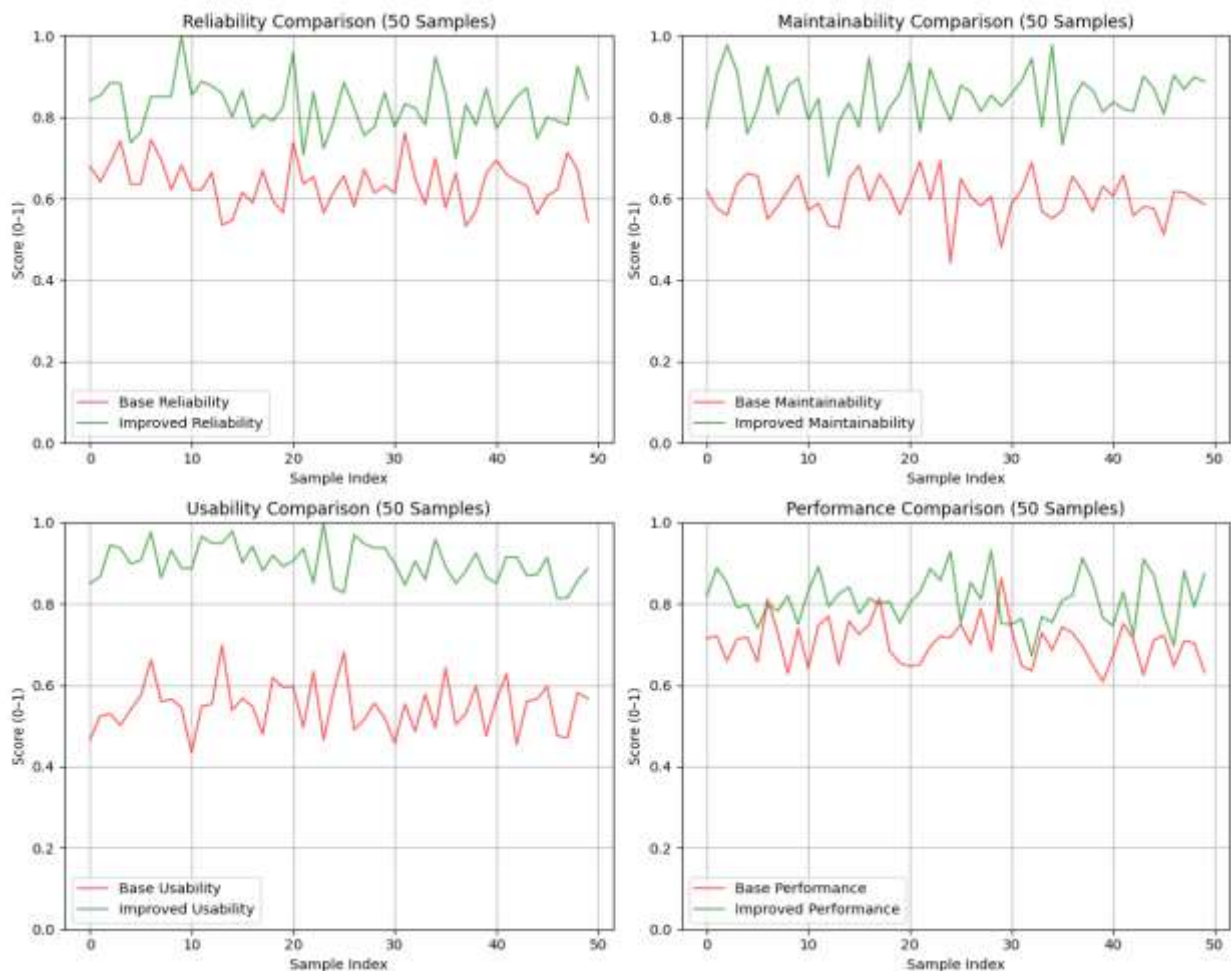 Reliability Comparison (50 Samples)
1.0
0.8
0.6
0.4
0.2
0.0
Score (0–1)
Base Reliability
Improved Reliability
0 10 20 30 40 50
Sample Index
Maintainability Comparison (50 Samples)
1.0
0.8
0.6
0.4
0.2
0.0
Score (0–1)
Base Maintainability
Improved Maintainability
0 10 20 30 40 50
Sample Index
Usability Comparison (50 Samples)
1.0
0.8
0.6
0.4
0.2
0.0
Score (0–1)
Base Usability
Improved Usability
0 10 20 30 40 50
Sample Index
Performance Comparison (50 Samples)
1.0
0.8
0.6
0.4
0.2
0.0
Score (0–1)
Base Performance
Improved Performance
0 10 20 30 40 50
Sample Index